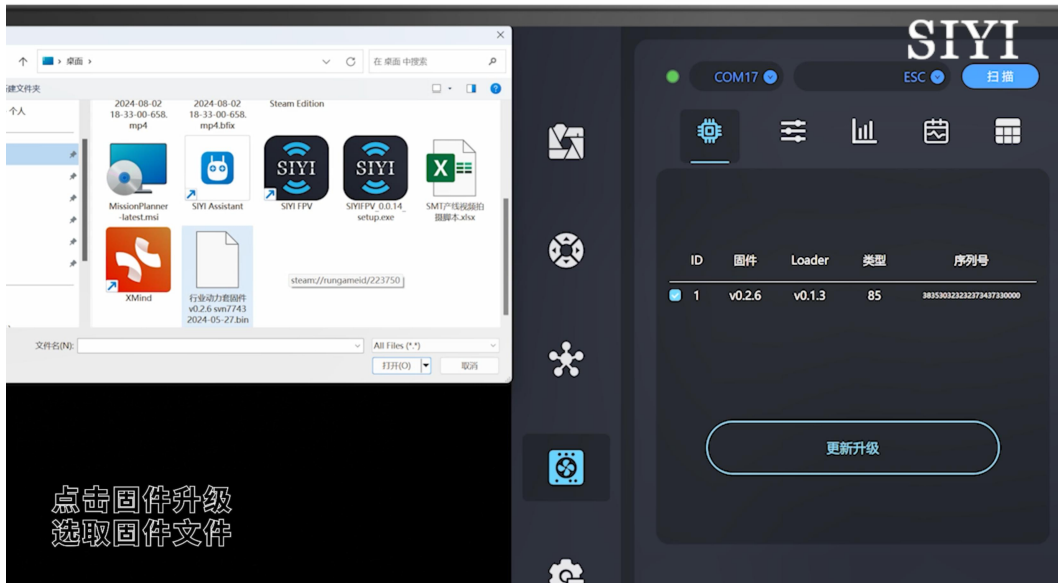 SIYI
桌面
在 桌面 中搜索
个人
2024-08-02
18-33-00-658.
mp4
2024-08-02
18-33-00-658.
mp4.bfix
Steam Edition
MissionPlanner
-latest.msi
SIYI Assistant
SIYI
SIYI FPV
SIYI
SIYIFPV_0.0.14_
setup.exe
X
SMT产线视频拍
摄脚本.xlsx
XMind
行业动力套固件
v0.2.6 svn7743
2024-05-27.bin
steam://rungameid/223750
文件名(N):
All Files (*.*)
打开(O)
取消
点击固件升级
选取固件文件
COM17
ESC
扫描
ID 固件 Loader 类型 序列号
1 v0.2.6 v0.1.3 85 383530323232373437330000
更新升级